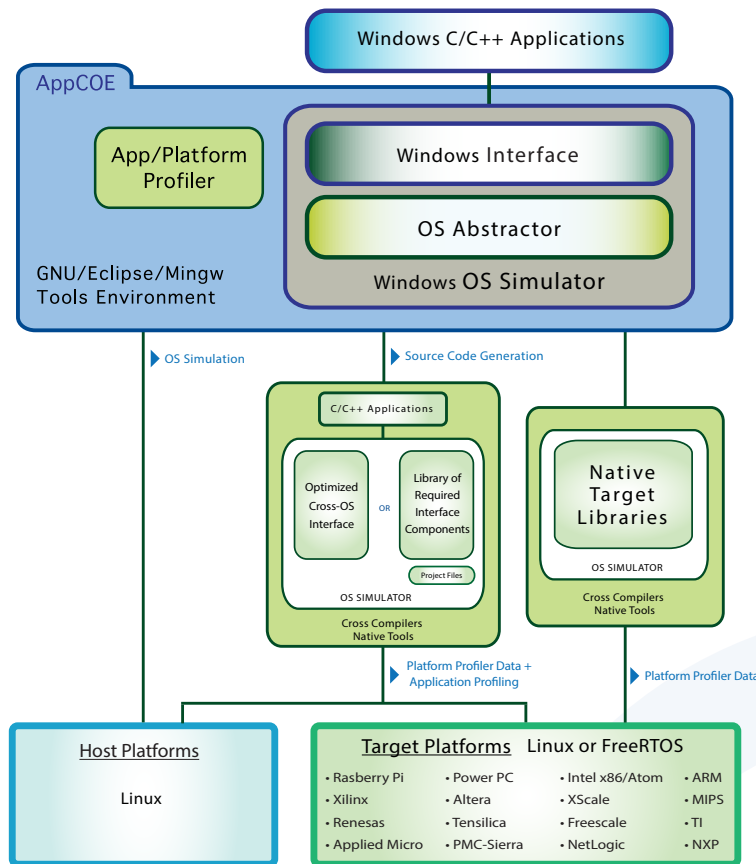 Windows C/C++ Applications
AppCOE
App/Platform
Profiler
Windows Interface
OS Abstractor
Windows OS Simulator
GNU/Eclipse/Mingw
Tools Environment
OS Simulation
Source Code Generation
C/C++ Applications
Optimized
Cross-OS
Interface
OR
Library of
Required
Interface
Components
Project Files
OS SIMULATOR
Cross Compilers
Native Tools
Native
Target
Libraries
OS SIMULATOR
Cross Compilers
Native Tools
Platform Profiler Data +
Application Profiling
Platform Profiler Data
Host Platforms
Linux
Target Platforms Linux or FreeRTOS
• Rasberry Pi • Power PC • Intel x86/Atom • ARM
• Xilinx • Altera • XScale • MIPS
• Renesas • Tensilica • Freescale • TI
• Applied Micro • PMC-Sierra • NetLogic • NXP